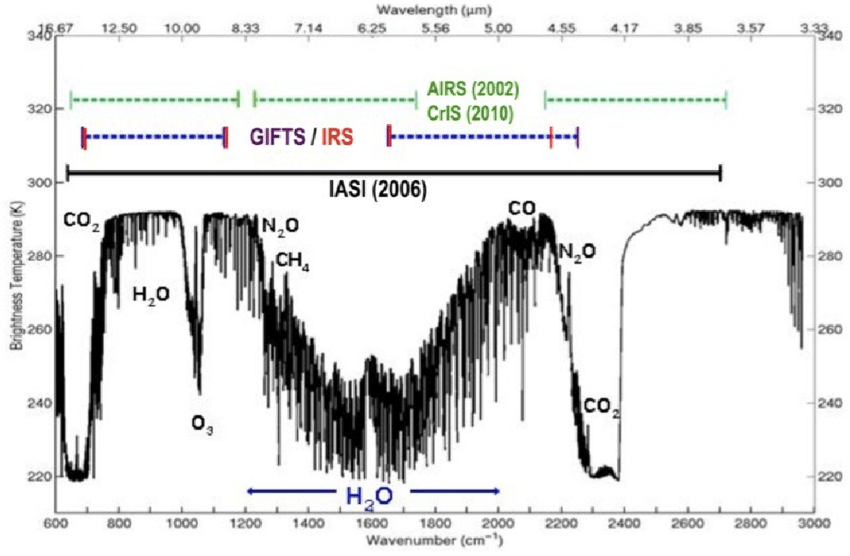 Wavelength (μm)
16.67 12.50 10.00 8.33 7.14 6.25 5.56 5.00 4.55 4.17 3.85 3.57 3.33
340 340
AIRS (2002)
CrIS (2010)
320 320
GIFTS / IRS
300 300
IASI (2006)
CO₂ N₂O CO
280 N₂O 280
CH₄
H₂O
260 260
240 CO₂ 240
O₃
220 220
H₂O
600 800 1000 1200 1400 1600 1800 2000 2200 2400 2600 2800 3000
Wavenumber (cm⁻¹)
Brightness Temperature (K)